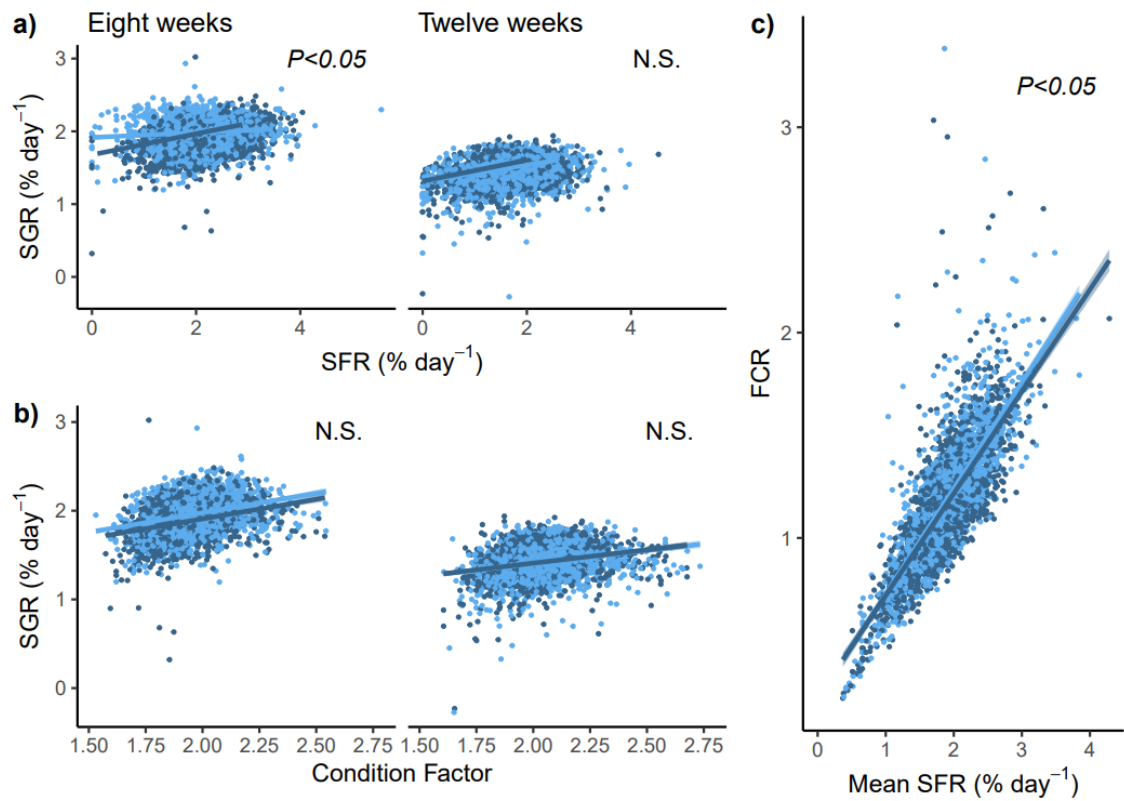 a) Eight weeks Twelve weeks
P<0.05 N.S.
SGR (% day⁻¹)
3
2
1
0
0 2 4 0 2 4
SFR (% day⁻¹)
b)
N.S. N.S.
SGR (% day⁻¹)
3
2
1
0
1.50 1.75 2.00 2.25 2.50 2.75 1.50 1.75 2.00 2.25 2.50 2.75
Condition Factor
c)
P<0.05
FCR
3
2
1
0 1 2 3 4
Mean SFR (% day⁻¹)